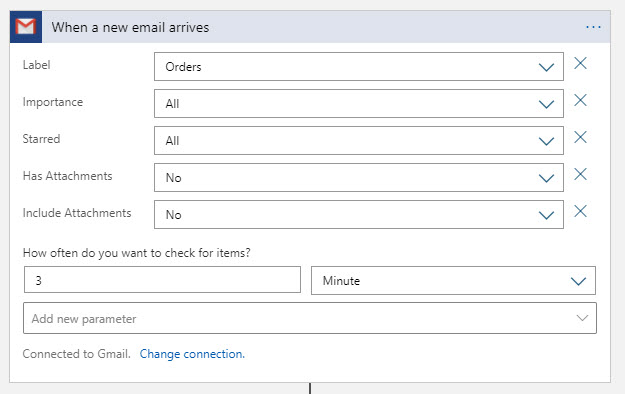 When a new email arrives ...
Label Orders
Importance All
Starred All
Has Attachments No
Include Attachments No
How often do you want to check for items?
3 Minute
Add new parameter
Connected to Gmail. Change connection.